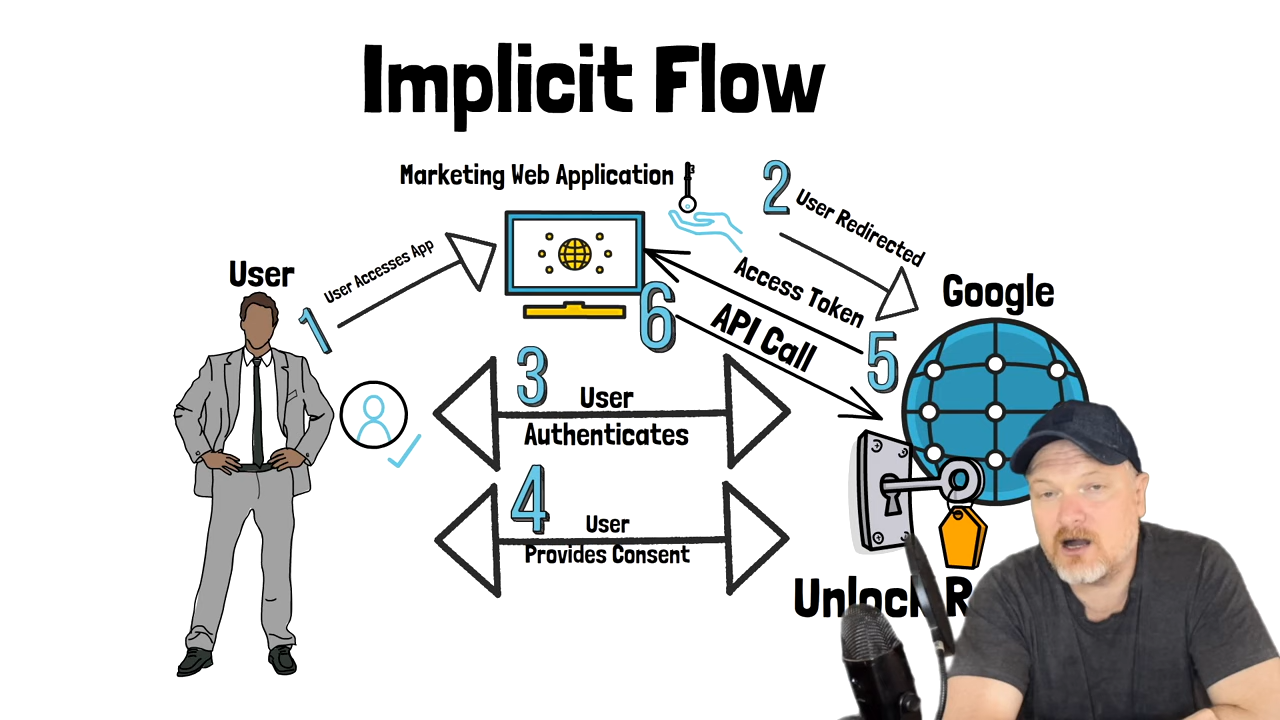 Implicit Flow
Marketing Web Application
2
User Redirected
User
1
User Accesses App
Access Token
Google
6
API Call
5
3
User
Authenticates
4
User
Provides Consent
Unlock